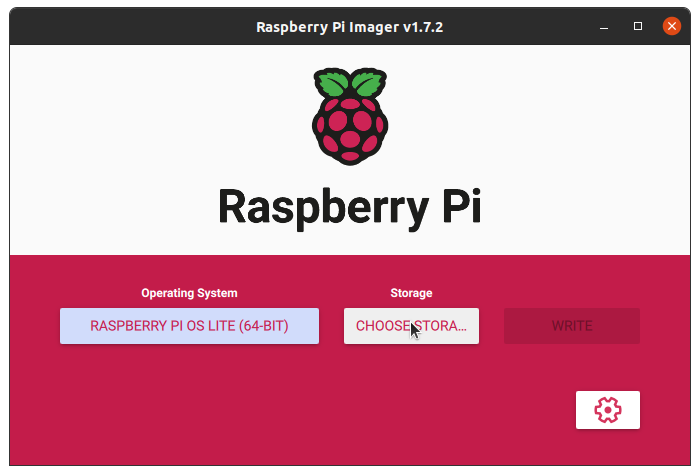 Raspberry Pi Imager v1.7.2
Raspberry Pi
Operating System
Storage
RASPBERRY PI OS LITE (64-BIT)
CHOOSE STORA...
WRITE